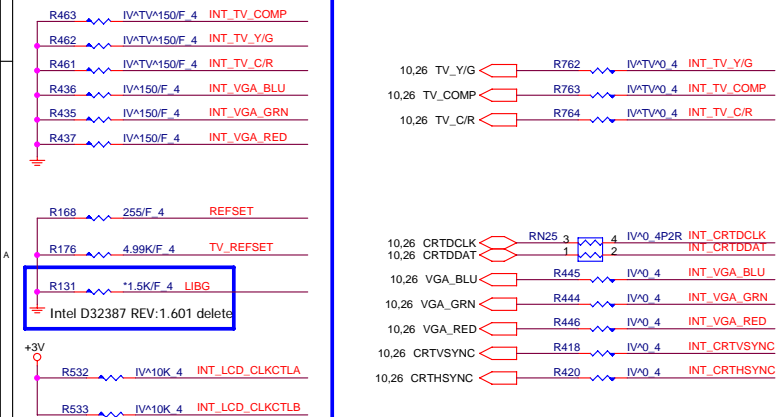 R463 IV^TV^150/F_4 INT_TV_COMP
R462 IV^TV^150/F_4 INT_TV_Y/G
R461 IV^TV^150/F_4 INT_TV_C/R
R436 IV^150/F_4 INT_VGA_BLU
R435 IV^150/F_4 INT_VGA_GRN
R437 IV^150/F_4 INT_VGA_RED
R168 255/F_4 REFSET
R176 4.99K/F_4 TV_REFSET
A
R131 *1.5K/F_4 LIBG
Intel D32387 REV:1.601 delete
+3V
R532 IV^10K_4 INT_LCD_CLKCTLA
R533 IV^10K_4 INT_LCD_CLKCTLB
10,26 TV_Y/G R762 IV^TV^0_4 INT_TV_Y/G
10,26 TV_COMP R763 IV^TV^0_4 INT_TV_COMP
10,26 TV_C/R R764 IV^TV^0_4 INT_TV_C/R
10,26 CRTDCLK RN25 3 4 IV^0_4P2R INT_CRTDCLK
10,26 CRTDDAT 1 2 INT_CRTDDAT
10,26 VGA_BLU R445 IV^0_4 INT_VGA_BLU
10,26 VGA_GRN R444 IV^0_4 INT_VGA_GRN
10,26 VGA_RED R446 IV^0_4 INT_VGA_RED
10,26 CRTVSYNC R418 IV^0_4 INT_CRTVSYNC
10,26 CRTHSYNC R420 IV^0_4 INT_CRTHSYNC